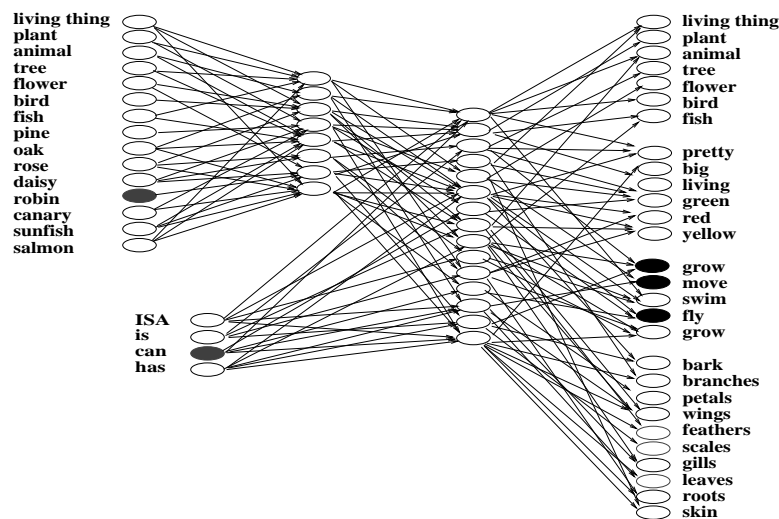 living thing
plant
animal
tree
flower
bird
fish
pine
oak
rose
daisy
robin
canary
sunfish
salmon
ISA
is
can
has
living thing
plant
animal
tree
flower
bird
fish
pretty
big
living
green
red
yellow
grow
move
swim
fly
grow
bark
branches
petals
wings
feathers
scales
gills
leaves
roots
skin